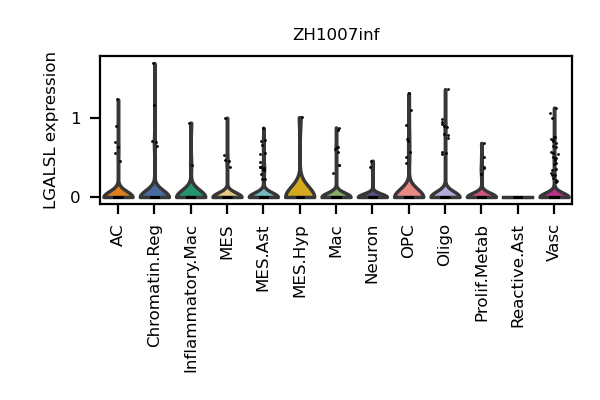 ZH1007inf
LGALSL expression
1
0
AC
Chromatin.Reg
Inflammatory.Mac
MES
MES.Ast
MES.Hyp
Mac
Neuron
OPC
Oligo
Prolif.Metab
Reactive.Ast
Vasc